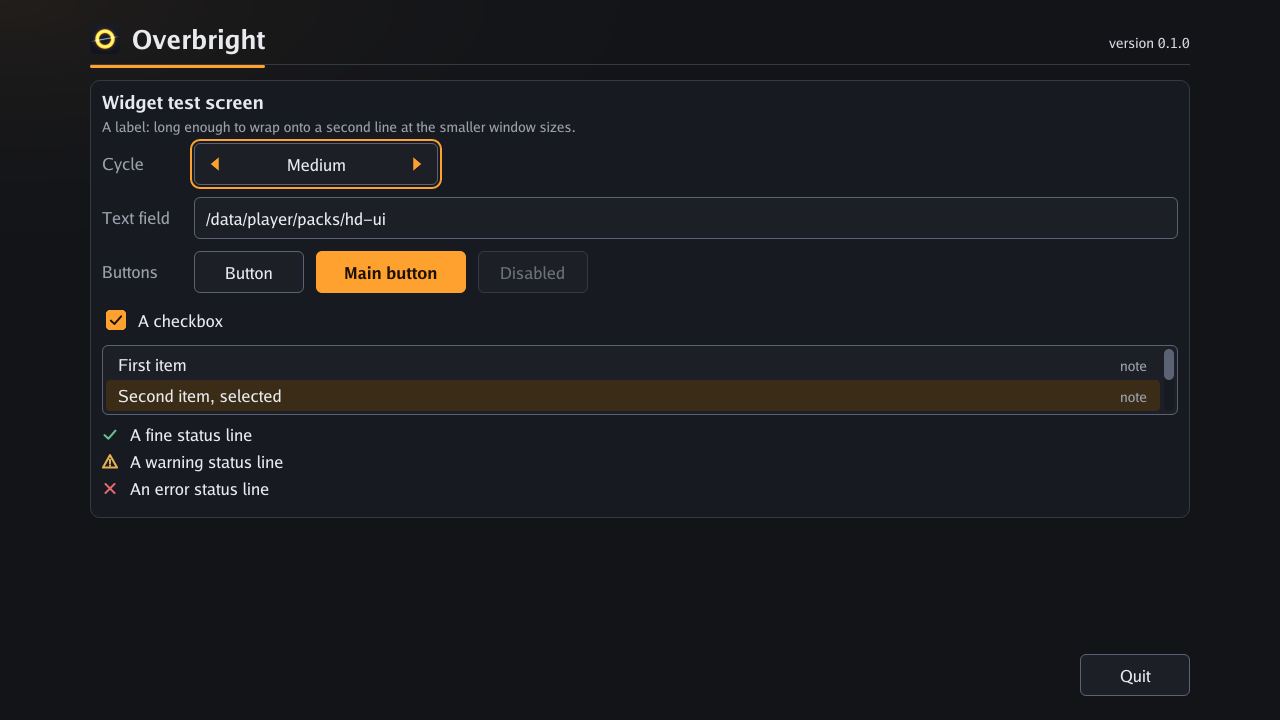 Overbright
version 0.1.0
Widget test screen
A label: long enough to wrap onto a second line at the smaller window sizes.
Cycle
Medium
Text field
/data/player/packs/hd-ui
Buttons
Button
Main button
Disabled
A checkbox
First item
note
Second item, selected
note
A fine status line
A warning status line
An error status line
Quit